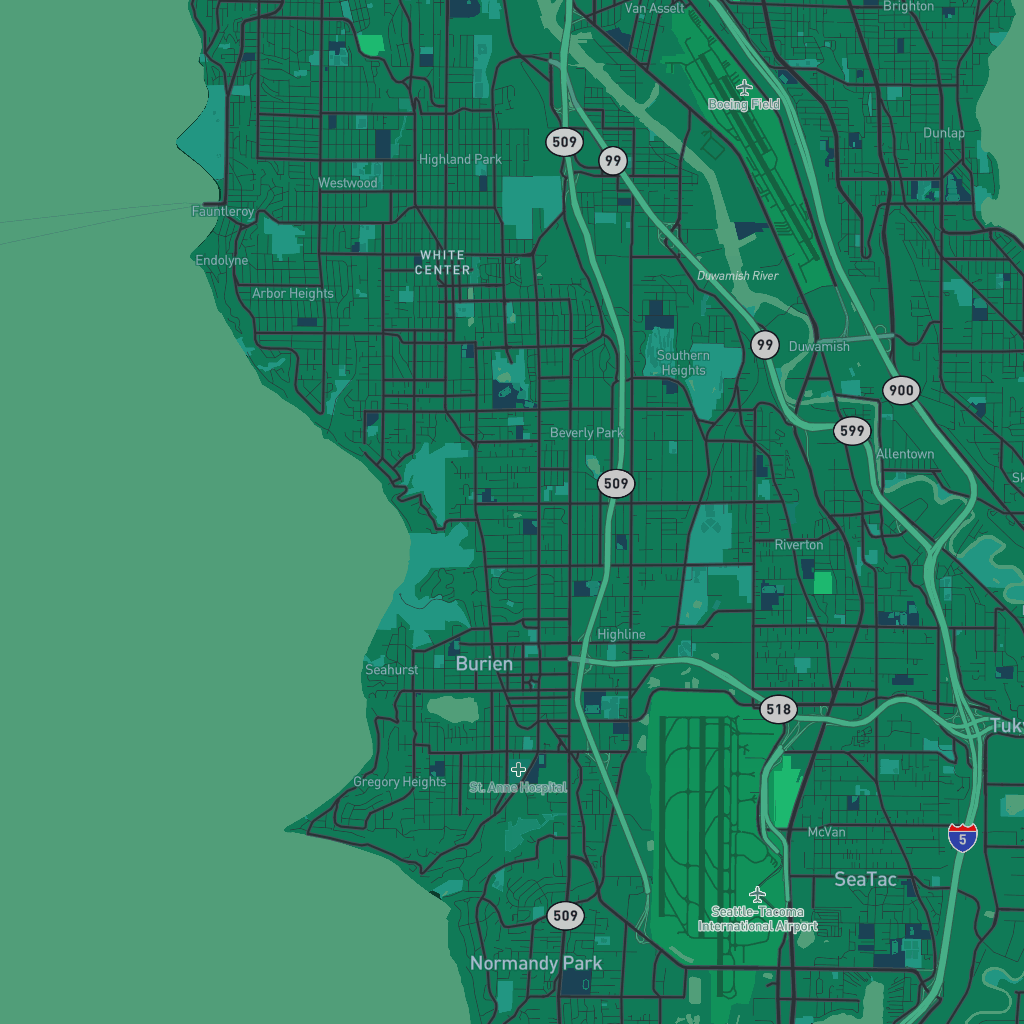 Van Asselt
Brighton
Boeing Field
Dunlap
509
99
Highland Park
Westwood
Fauntleroy
WHITE
CENTER
Endolyne
Duwamish River
Arbor Heights
99
Duwamish
Southern
Heights
900
599
Beverly Park
Allentown
509
Riverton
Highline
Burien
Seahurst
518
Tukw
Gregory Heights
St. Anne Hospital
McVan
5
SeaTac
Seattle-Tacoma
International Airport
509
Normandy Park